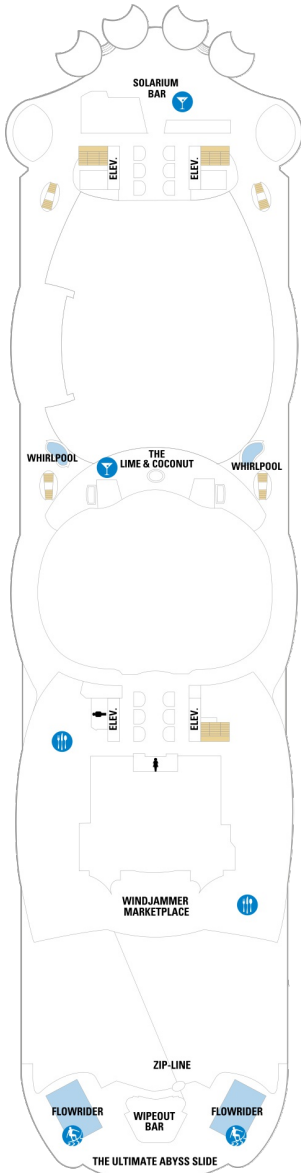 SOLARIUM
BAR
ELEV.
ELEV.
WHIRLPOOL
THE
LIME & COCONUT
WHIRLPOOL
ELEV.
ELEV.
WINDJAMMER
MARKETPLACE
ZIP-LINE
FLOWRIDER
WIPEOUT
BAR
FLOWRIDER
THE ULTIMATE ABYSS SLIDE